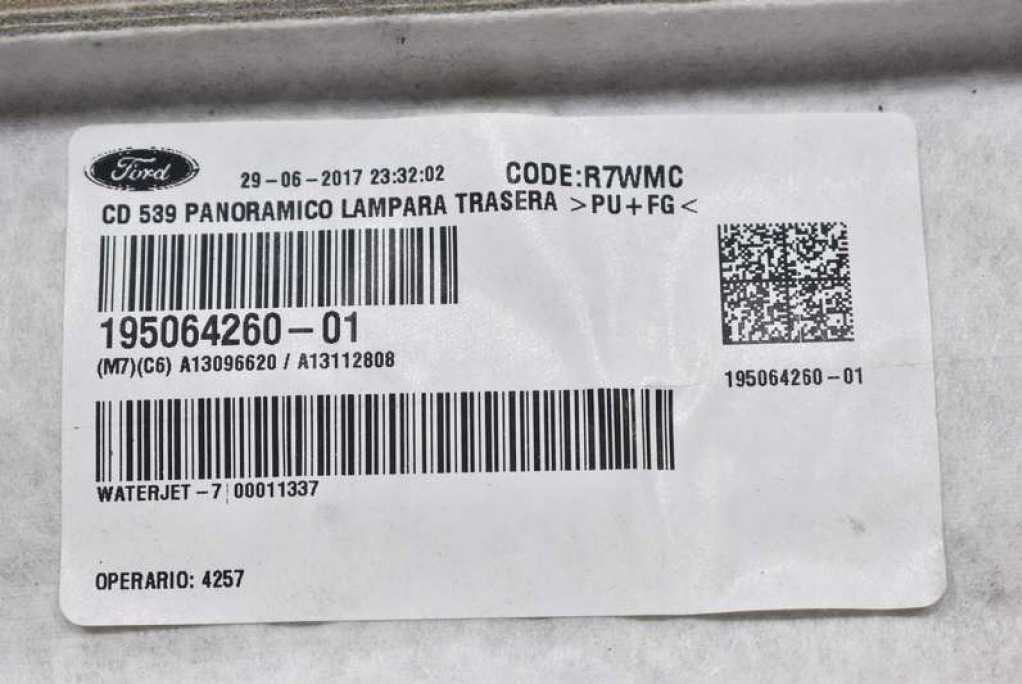 Ford 29-06-2017 23:32:02 CODE:R7WMC
CD 539 PANORAMICO LAMPARA TRASERA >PU+FG<
195064260-01
(M7)(C6) A13096620 / A13112808
195064260-01
WATERJET-7|00011337
OPERARIO: 4257